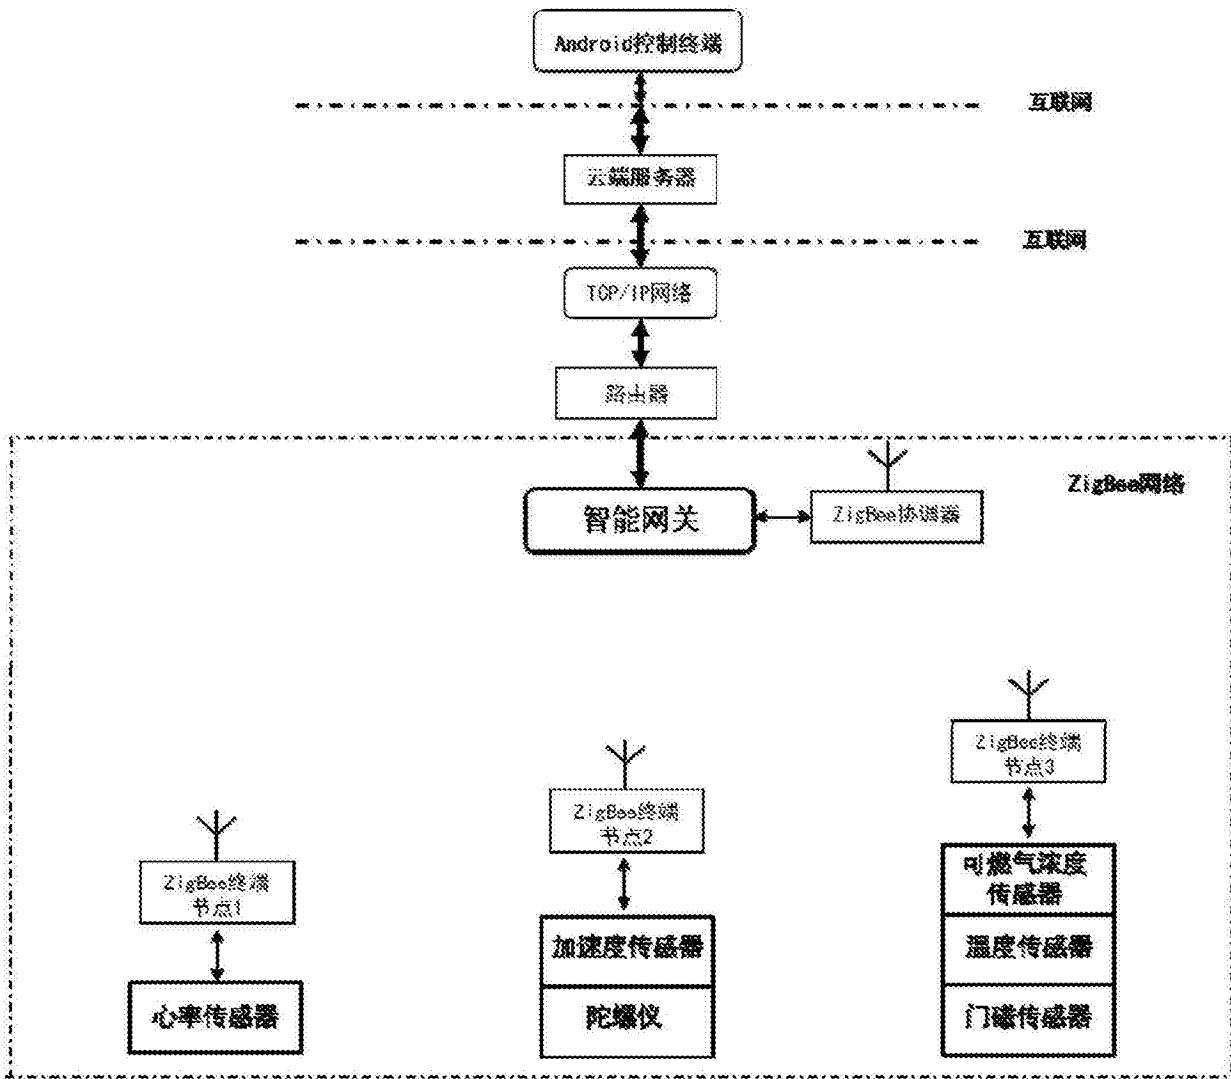 Android控制终端
互联网
云端服务器
互联网
TCP/IP网络
路由器
ZigBee网络
智能网关
ZigBee协调器
ZigBee终端
节点3
ZigBee终端
节点2
可燃气浓度
传感器
ZigBee终端
节点1
加速度传感器
温度传感器
心率传感器
陀螺仪
门磁传感器